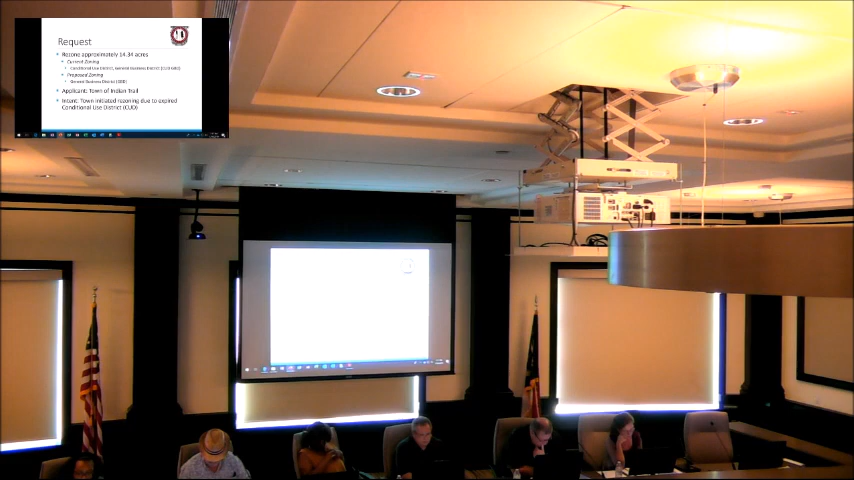 Request
Rezone approximately 14.34 acres
Current Zoning
Conditional Use District, General Business District (CUD GBD)
Proposed Zoning
General Business District (GBD)
Applicant: Town of Indian Trail
Intent: Town initiated rezoning due to expired
Conditional Use District (CUD)